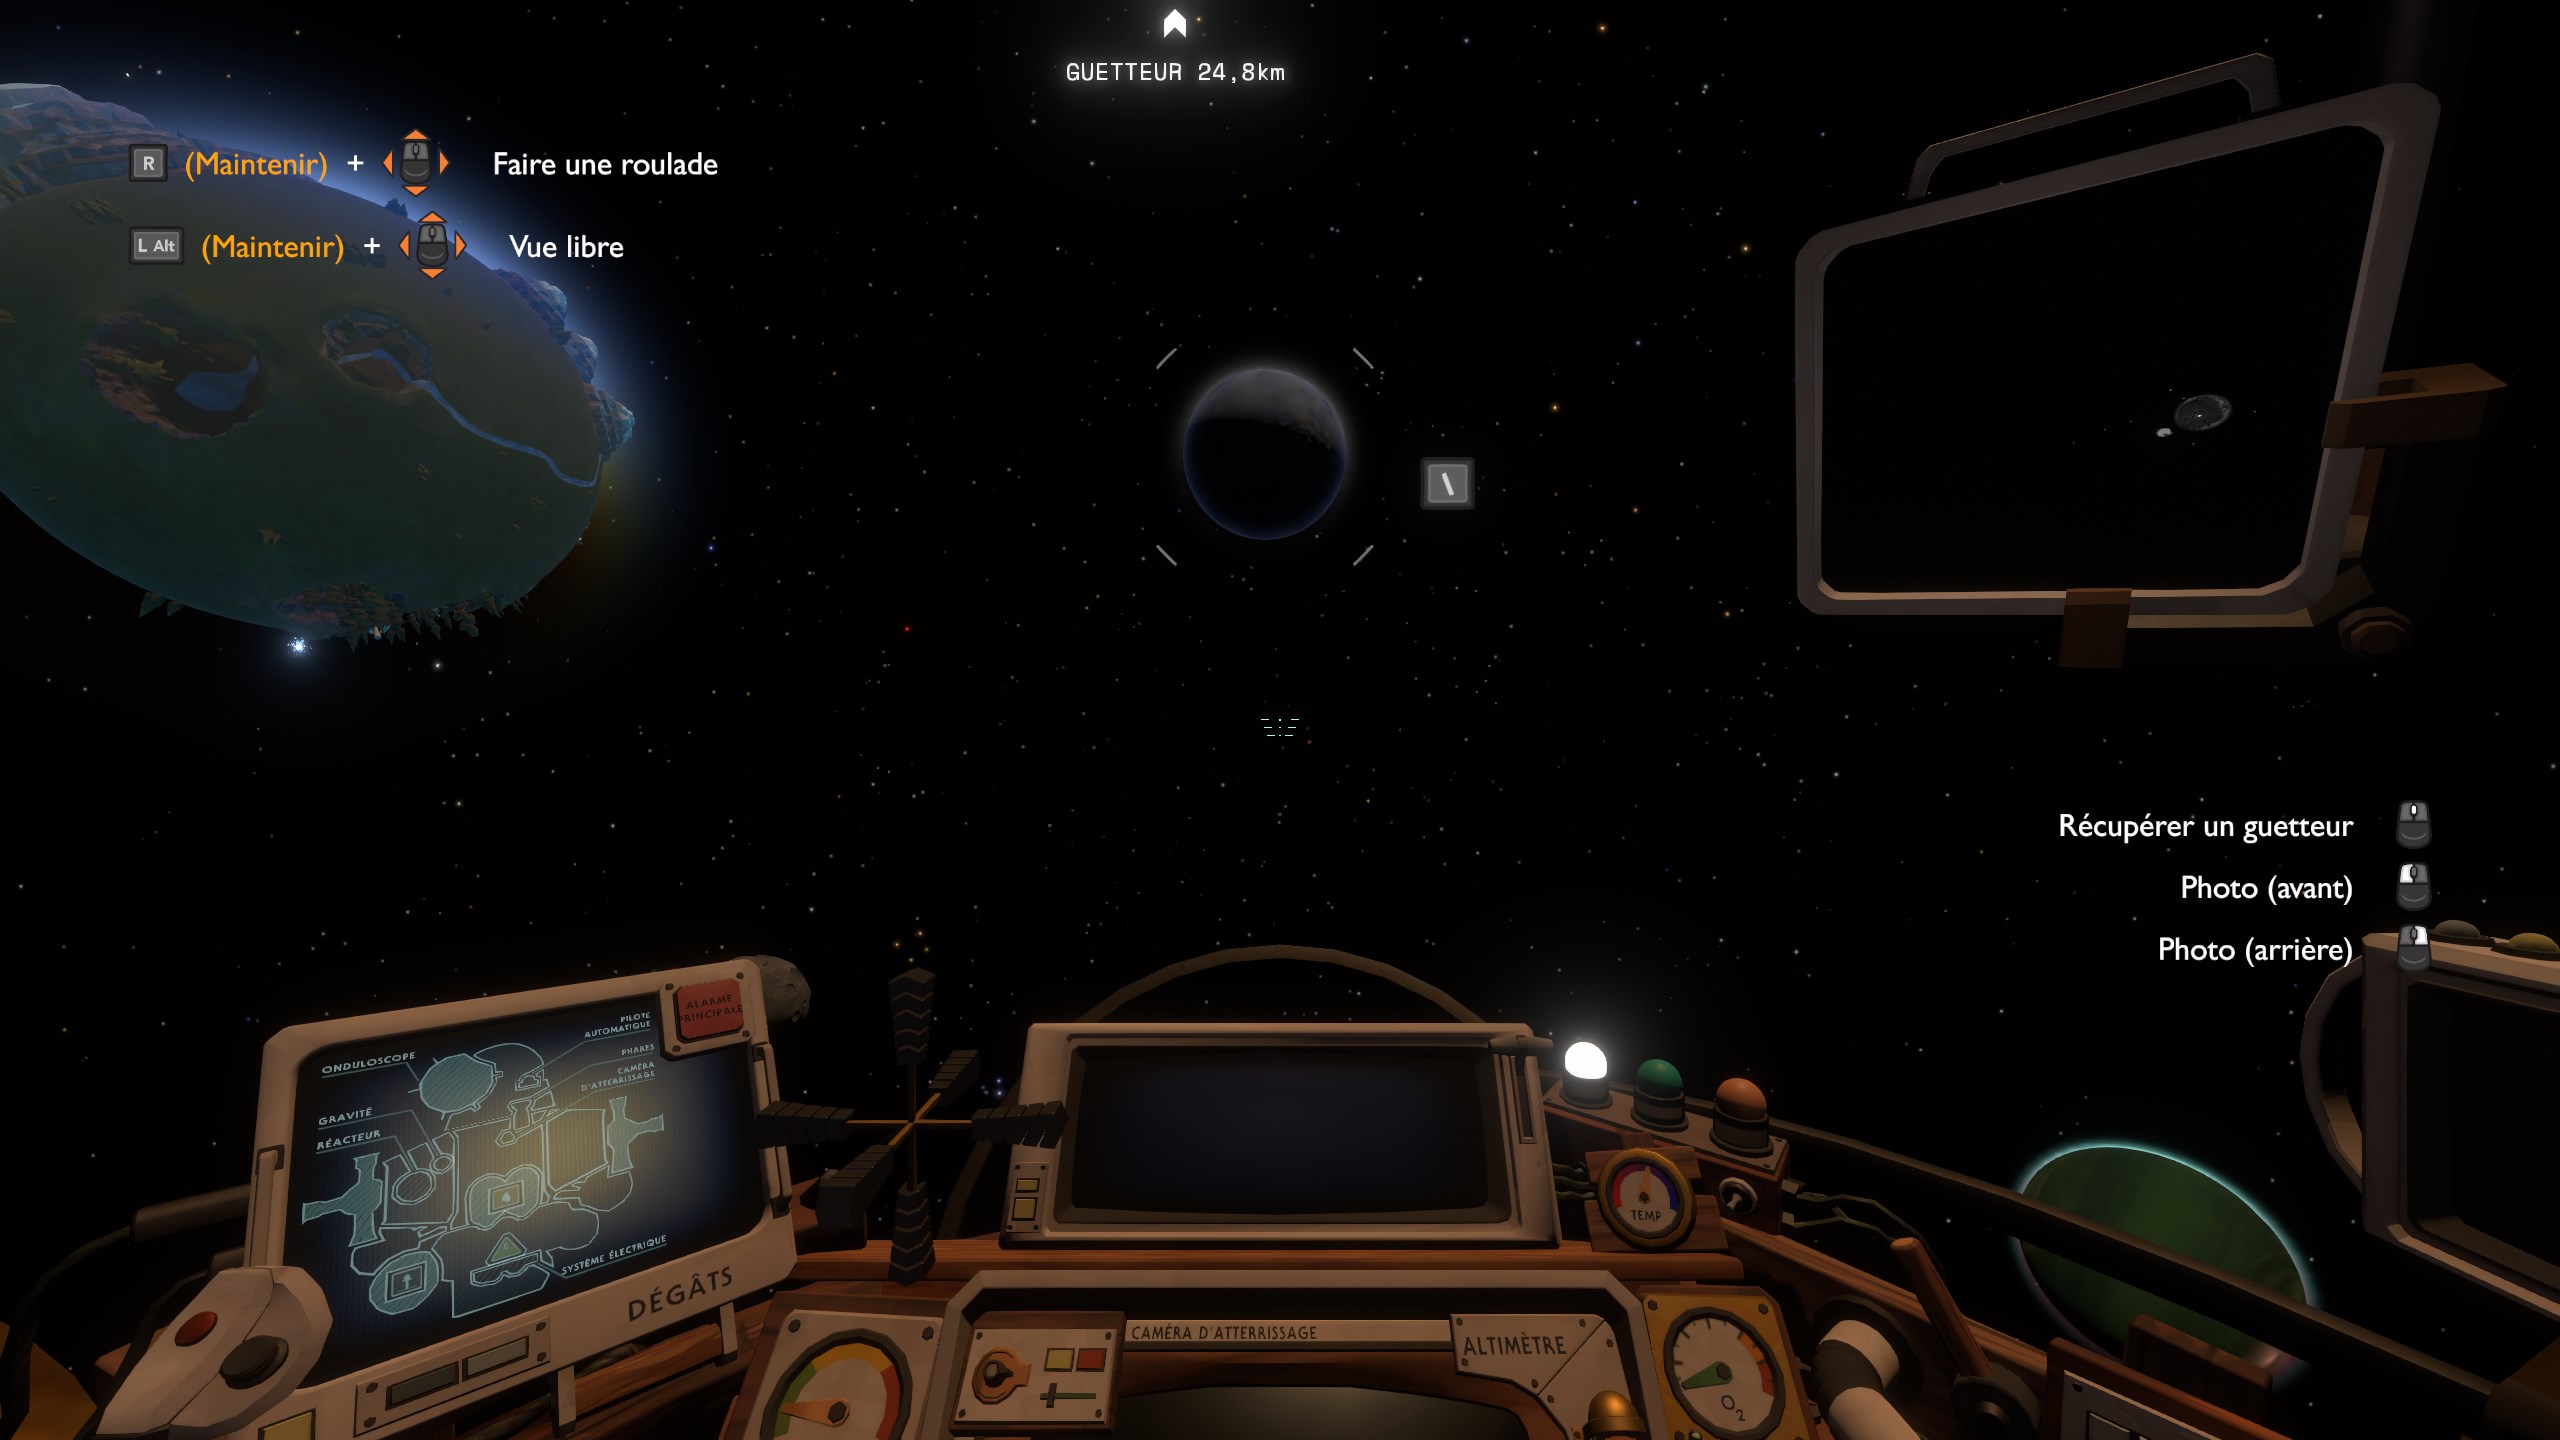 GUETTEUR 24,8km
R (Maintenir) + Faire une roulade
L Alt (Maintenir) + Vue libre
\
Récupérer un guetteur
Photo (avant)
Photo (arrière)
ALARME
PRINCIPALE
PILOTE
AUTOMATIQUE
PHARES
CAMÉRA
D'ATTERRISSAGE
ONDULOSCOPE
GRAVITÉ
RÉACTEUR
SYSTÈME ÉLECTRIQUE
DÉGÂTS
TEMP
CAMÉRA D'ATTERRISSAGE
ALTIMÈTRE
O2